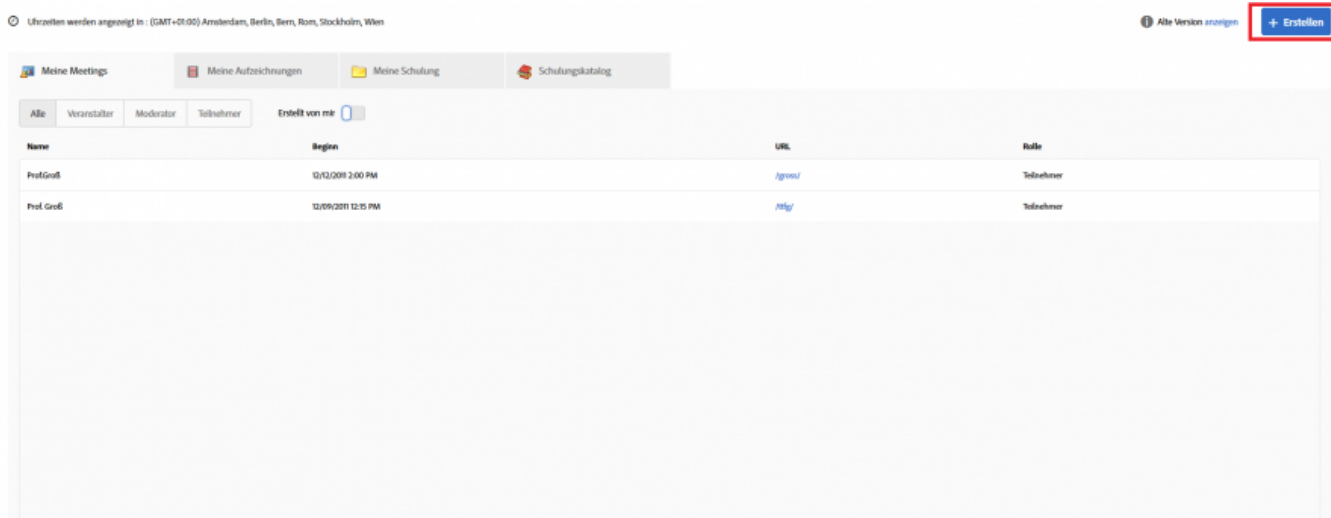 Uhrzeiten werden angezeigt in : (GMT+01:00) Amsterdam, Berlin, Bern, Rom, Stockholm, Wien
Alte Version anzeigen
+ Erstellen
Meine Meetings Meine Aufzeichnungen Meine Schulung Schulungskatalog
Alle Veranstalter Moderator Teilnehmer Erstellt von mir
Name Beginn URL Rolle
Prof.Groß 12/12/2011 2:00 PM /gross/ Teilnehmer
Prof. Groß 12/09/2011 12:15 PM Teilnehmer